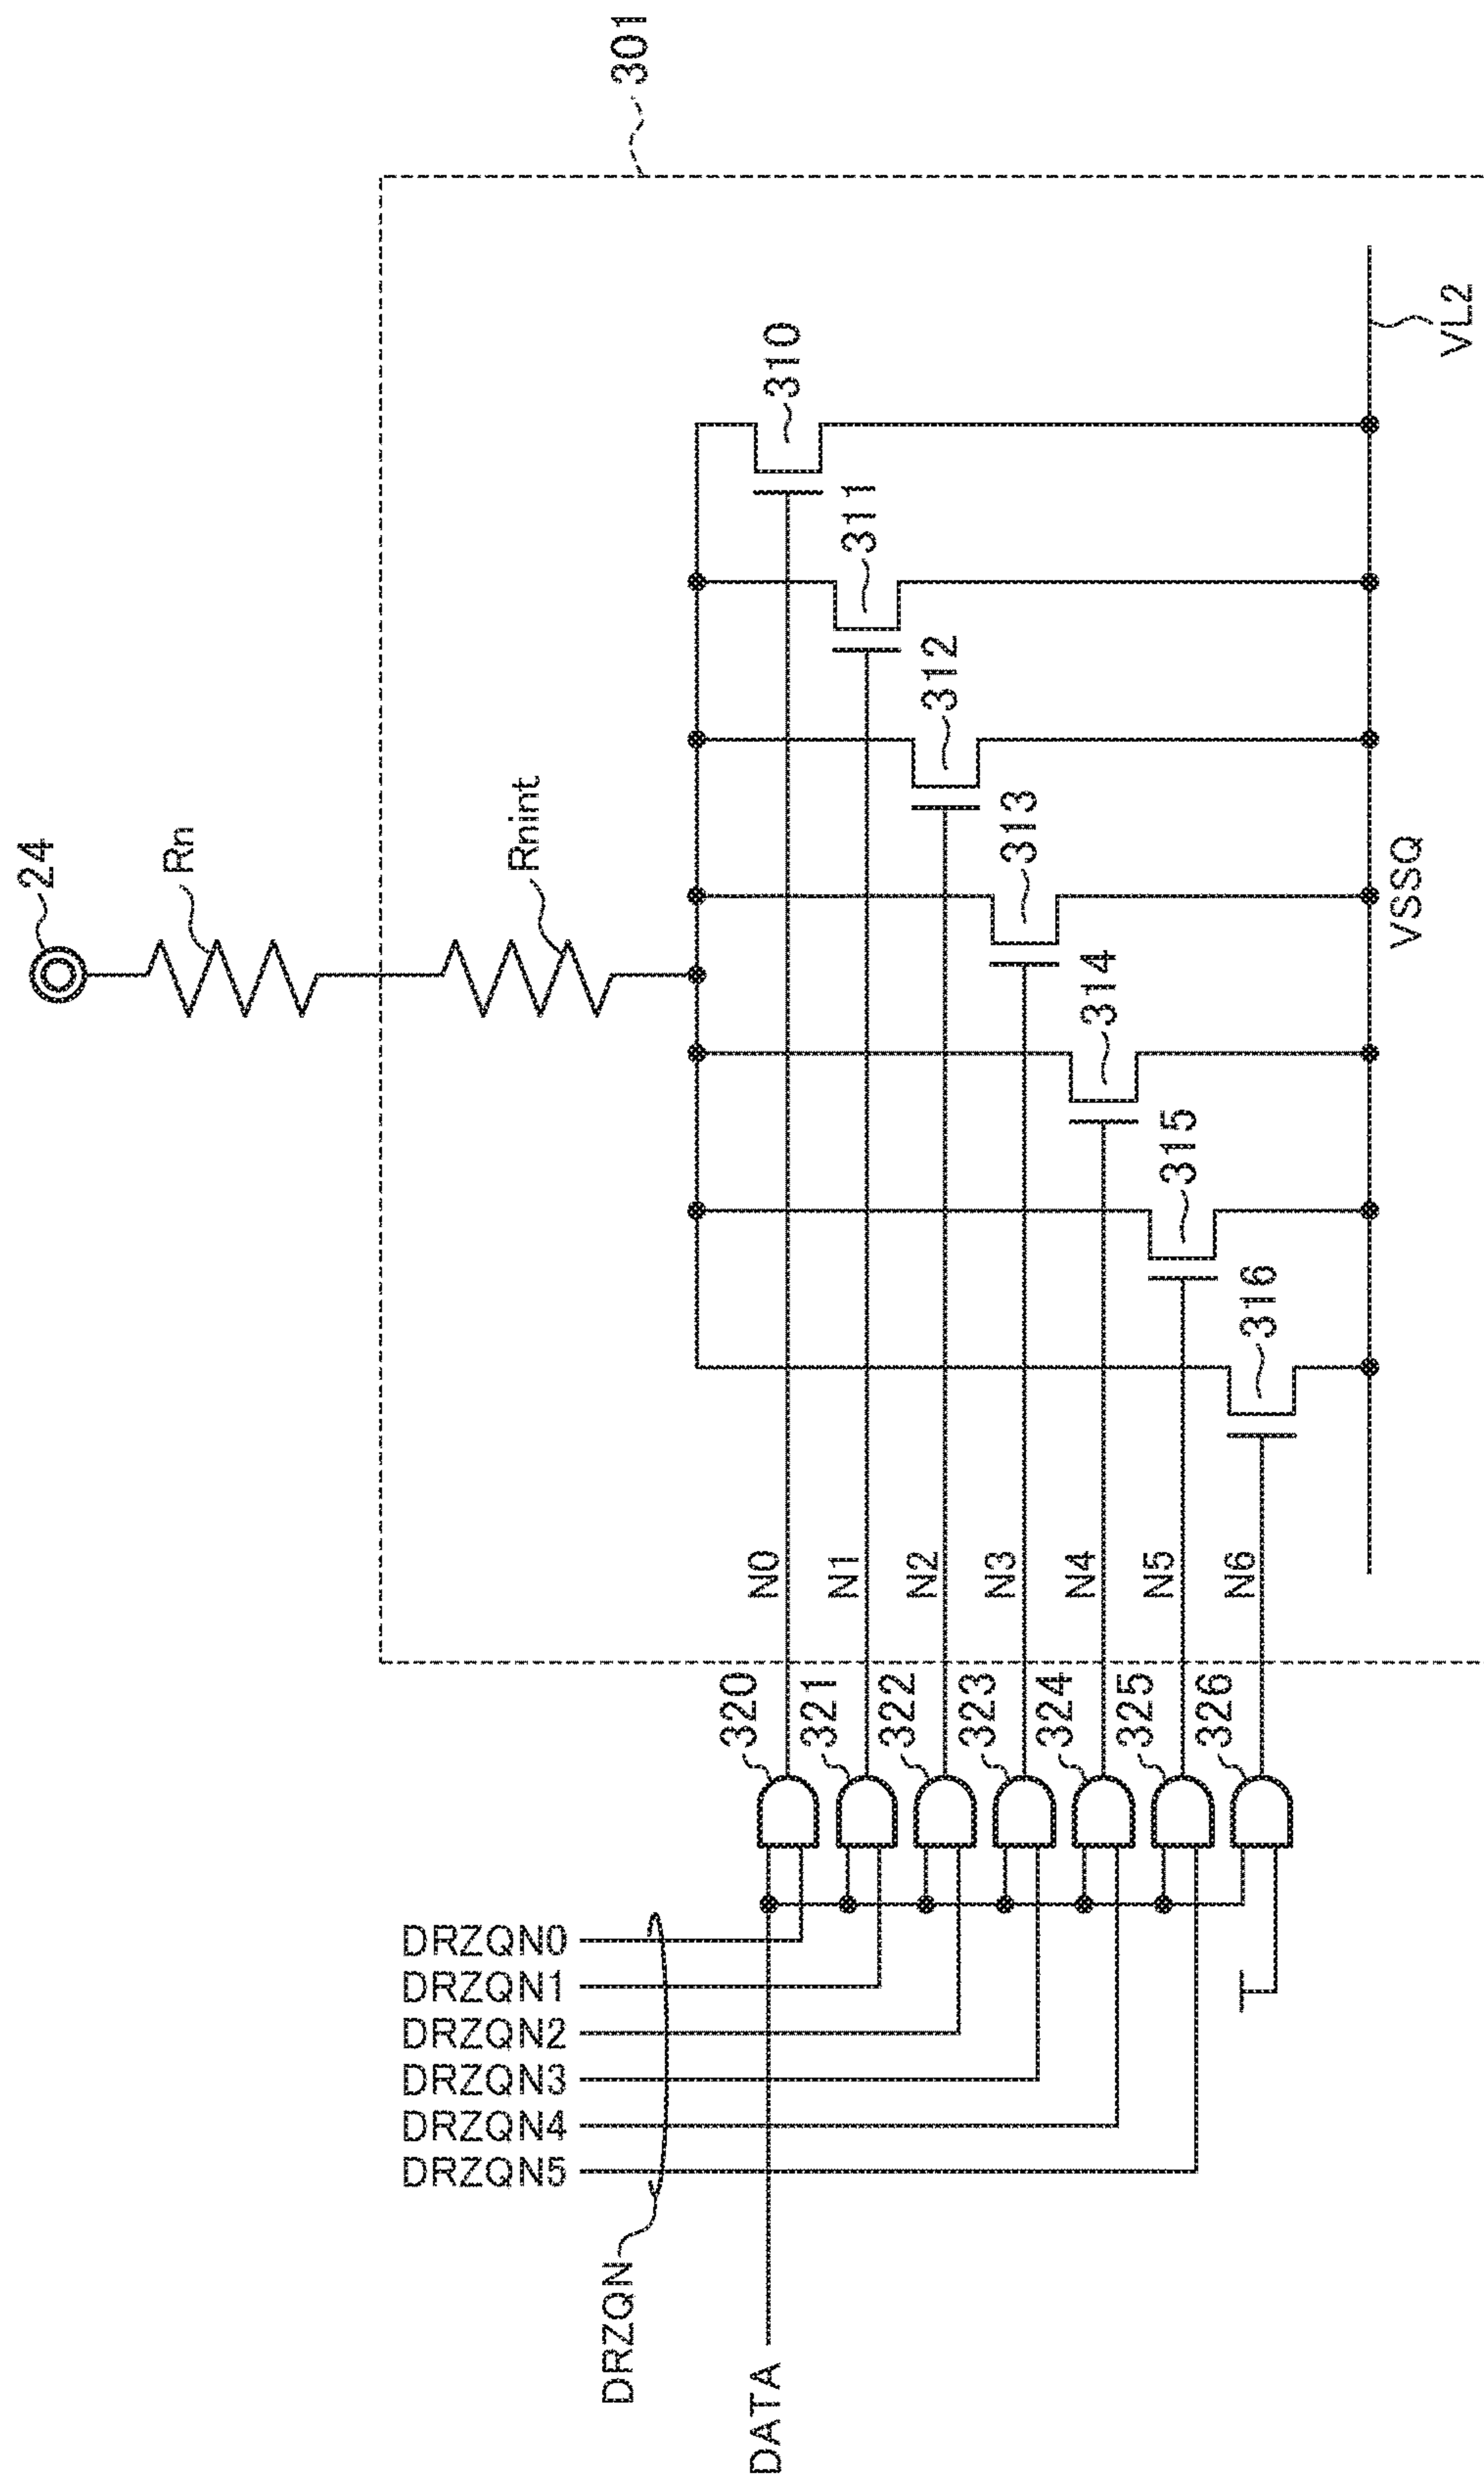 301
24
Rn
Rnint
310
311
312
313
314
315
316
VL2
VSSQ
N0
N1
N2
N3
N4
N5
N6
320
321
322
323
324
325
326
DRZQN0
DRZQN1
DRZQN2
DRZQN3
DRZQN4
DRZQN5
DRZQN
DATA